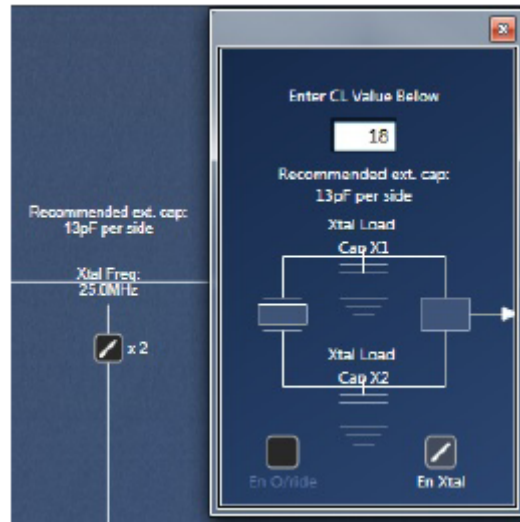 Enter CL Value Below
18
Recommended ext. cap:
13pF per side
Xtal Load
Cap X1
Xtal Load
Cap X2
En O/ride
En Xtal
Recommended ext. cap:
13pF per side
Xtal Freq:
25.0MHz
x 2